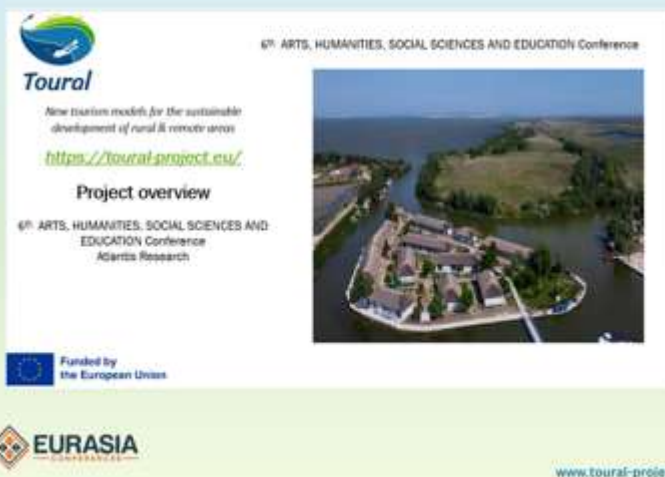 6th ARTS, HUMANITIES, SOCIAL SCIENCES AND EDUCATION Conference
Toural
New tourism models for the sustainable
development of rural & remote areas
https://toural-project.eu/
Project overview
6th ARTS, HUMANITIES, SOCIAL SCIENCES AND
EDUCATION Conference
Atlantis Research
Funded by
the European Union
EURASIA
CONFERENCES
www.toural-proje